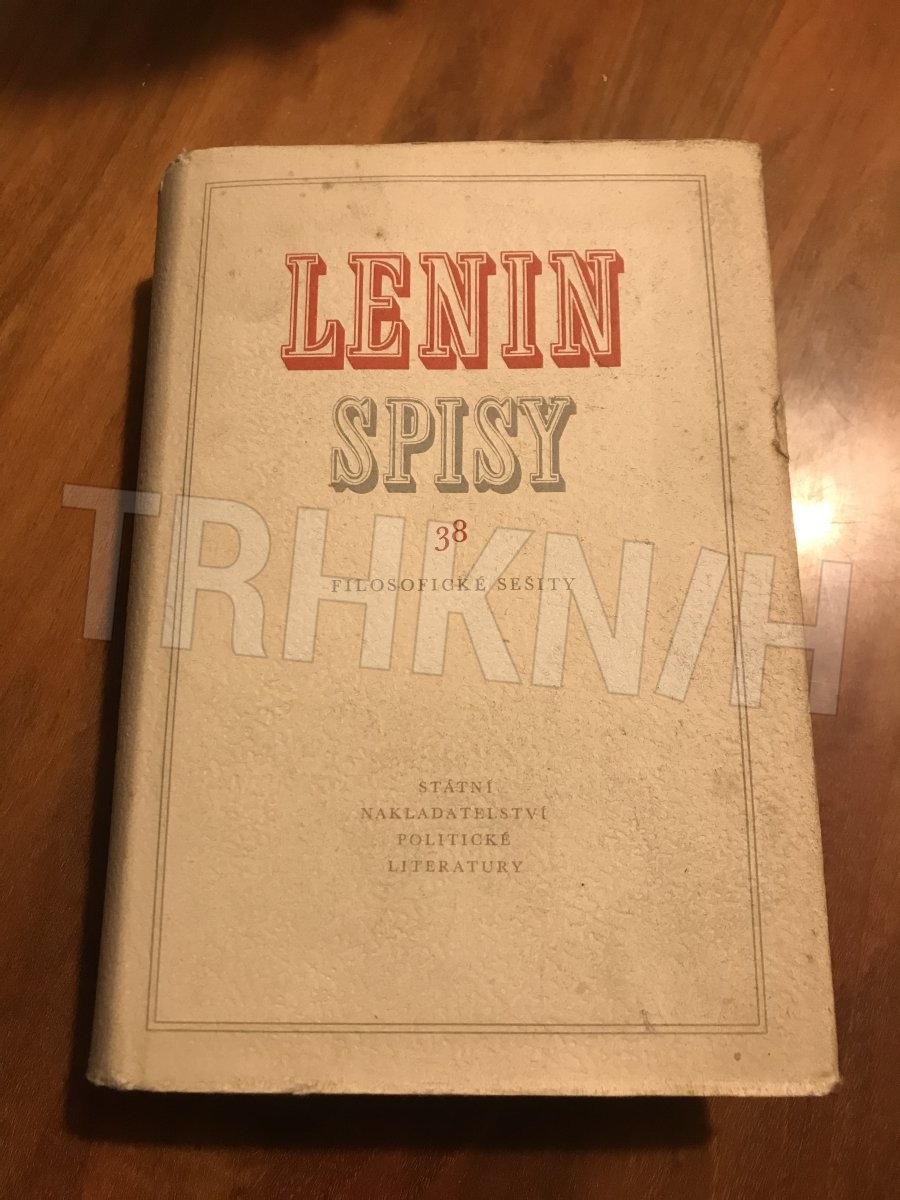 LENIN
SPISY
38
FILOSOFICKÉ SEŠITY
TRHKNIH
STÁTNÍ
NAKLADATELSTVÍ
POLITICKÉ
LITERATURY